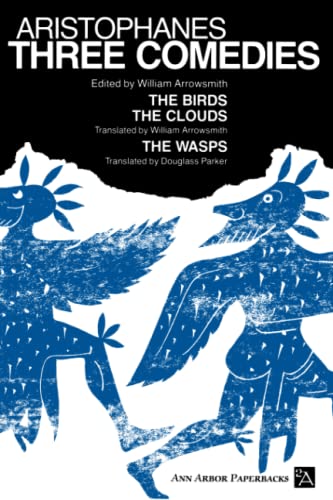 ARISTOPHANES
THREE COMEDIES
Edited by William Arrowsmith
THE BIRDS
THE CLOUDS
Translated by William Arrowsmith
THE WASPS
Translated by Douglass Parker
ANN ARBOR PAPERBACKS
A